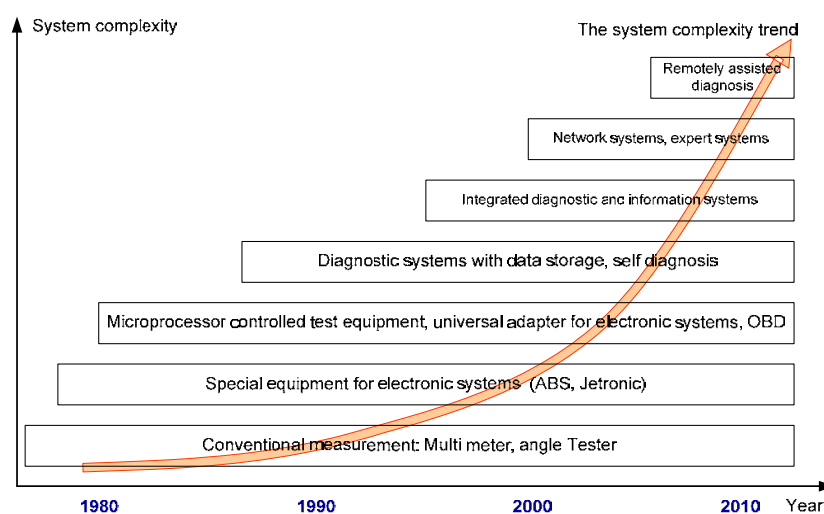 System complexity
The system complexity trend
Remotely assisted
diagnosis
Network systems, expert systems
Integrated diagnostic and information systems
Diagnostic systems with data storage, self diagnosis
Microprocessor controlled test equipment, universal adapter for electronic systems, OBD
Special equipment for electronic systems (ABS, Jetronic)
Conventional measurement: Multi meter, angle Tester
1980 1990 2000 2010 Year